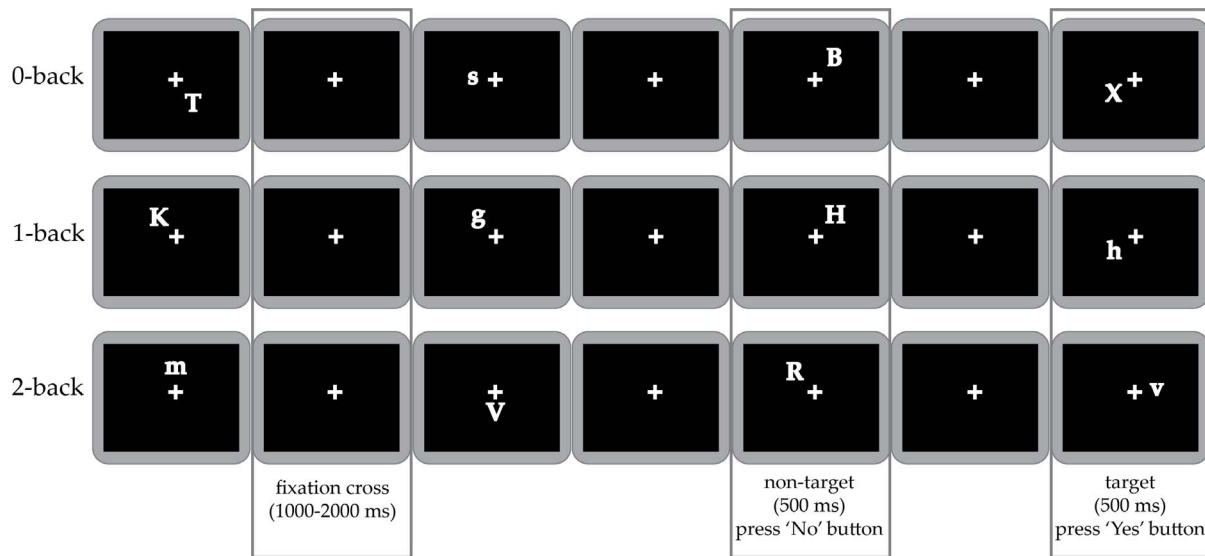 0-back
T
s
B
X
1-back
K
g
H
h
2-back
m
V
R
v
fixation cross
(1000-2000 ms)
non-target
(500 ms)
press ‘No’ button
target
(500 ms)
press ‘Yes’ button